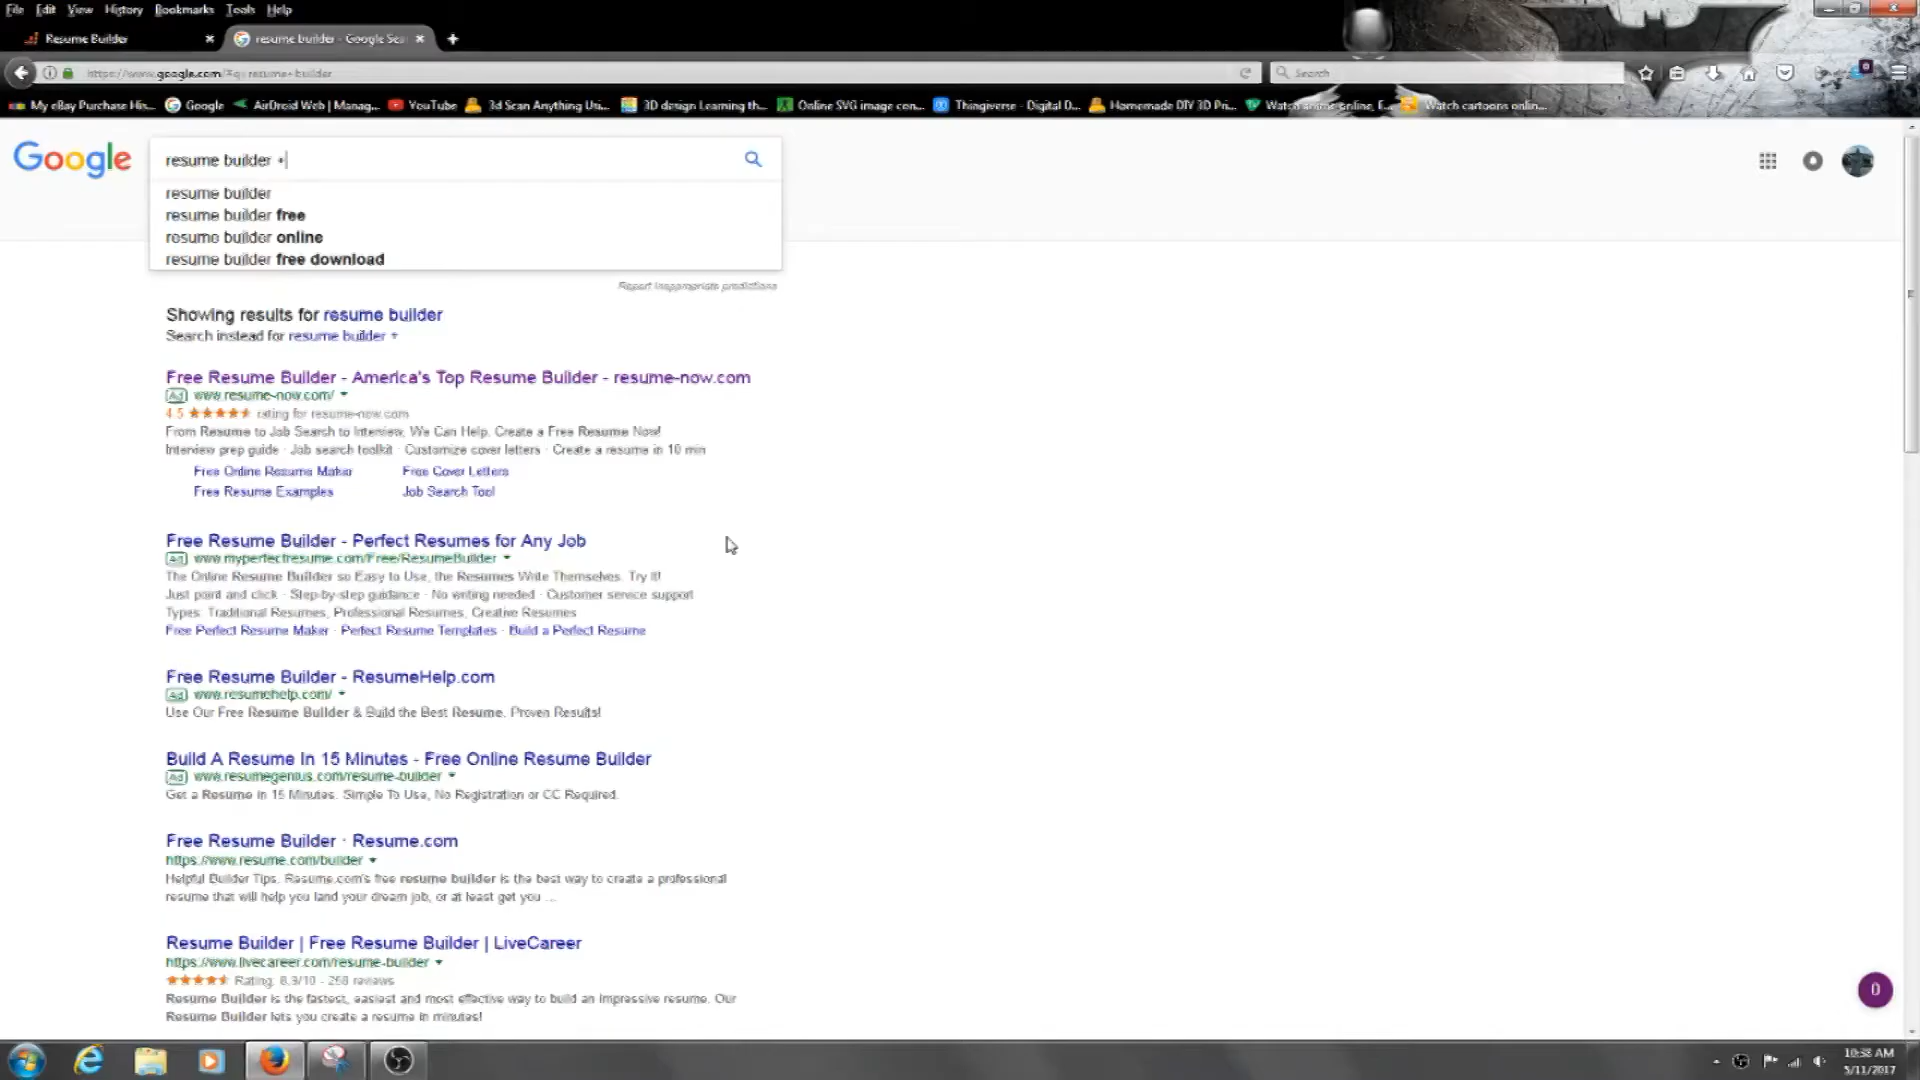 File Edit View History Bookmarks Tools Help
Resume Builder
resume builder - Google Sea
https://www.google.com/?q=resume+builder
Search
My eBay Purchase His... Google AirDroid Web | Manag... YouTube 3d Scan Anything Usi... 3D design Learning th... Online SVG image con... Thingiverse - Digital D... Homemade DIY 3D Pri... Watch anime online, E... Watch cartoons onlin...
Google
resume builder +
resume builder
resume builder free
resume builder online
resume builder free download
Report inappropriate predictions
Showing results for resume builder
Search instead for resume builder +
Free Resume Builder - America's Top Resume Builder - resume-now.com
Ad www.resume-now.com/
4.5 rating for resume-now.com
From Resume to Job Search to Interview, We Can Help. Create a Free Resume Now!
Interview prep guide · Job search toolkit · Customize cover letters · Create a resume in 10 min
Free Online Resume Maker Free Cover Letters
Free Resume Examples Job Search Tool
Free Resume Builder - Perfect Resumes for Any Job
Ad www.myperfectresume.com/Free/ResumeBuilder
The Online Resume Builder so Easy to Use, the Resumes Write Themselves. Try It!
Just point and click · Step-by-step guidance · No writing needed · Customer service support
Types: Traditional Resumes, Professional Resumes, Creative Resumes
Free Perfect Resume Maker · Perfect Resume Templates · Build a Perfect Resume
Free Resume Builder - ResumeHelp.com
Ad www.resumehelp.com/
Use Our Free Resume Builder & Build the Best Resume. Proven Results!
Build A Resume In 15 Minutes - Free Online Resume Builder
Ad www.resumegenius.com/resume-builder
Get a Resume in 15 Minutes. Simple To Use, No Registration or CC Required.
Free Resume Builder · Resume.com
https://www.resume.com/builder
Helpful Builder Tips. Resume.com's free resume builder is the best way to create a professional
resume that will help you land your dream job, or at least get you ...
Resume Builder | Free Resume Builder | LiveCareer
https://www.livecareer.com/resume-builder
Rating: 8.9/10 - 258 reviews
Resume Builder is the fastest, easiest and most effective way to build an impressive resume. Our
Resume Builder lets you create a resume in minutes!
0
10:38 AM
5/11/2017